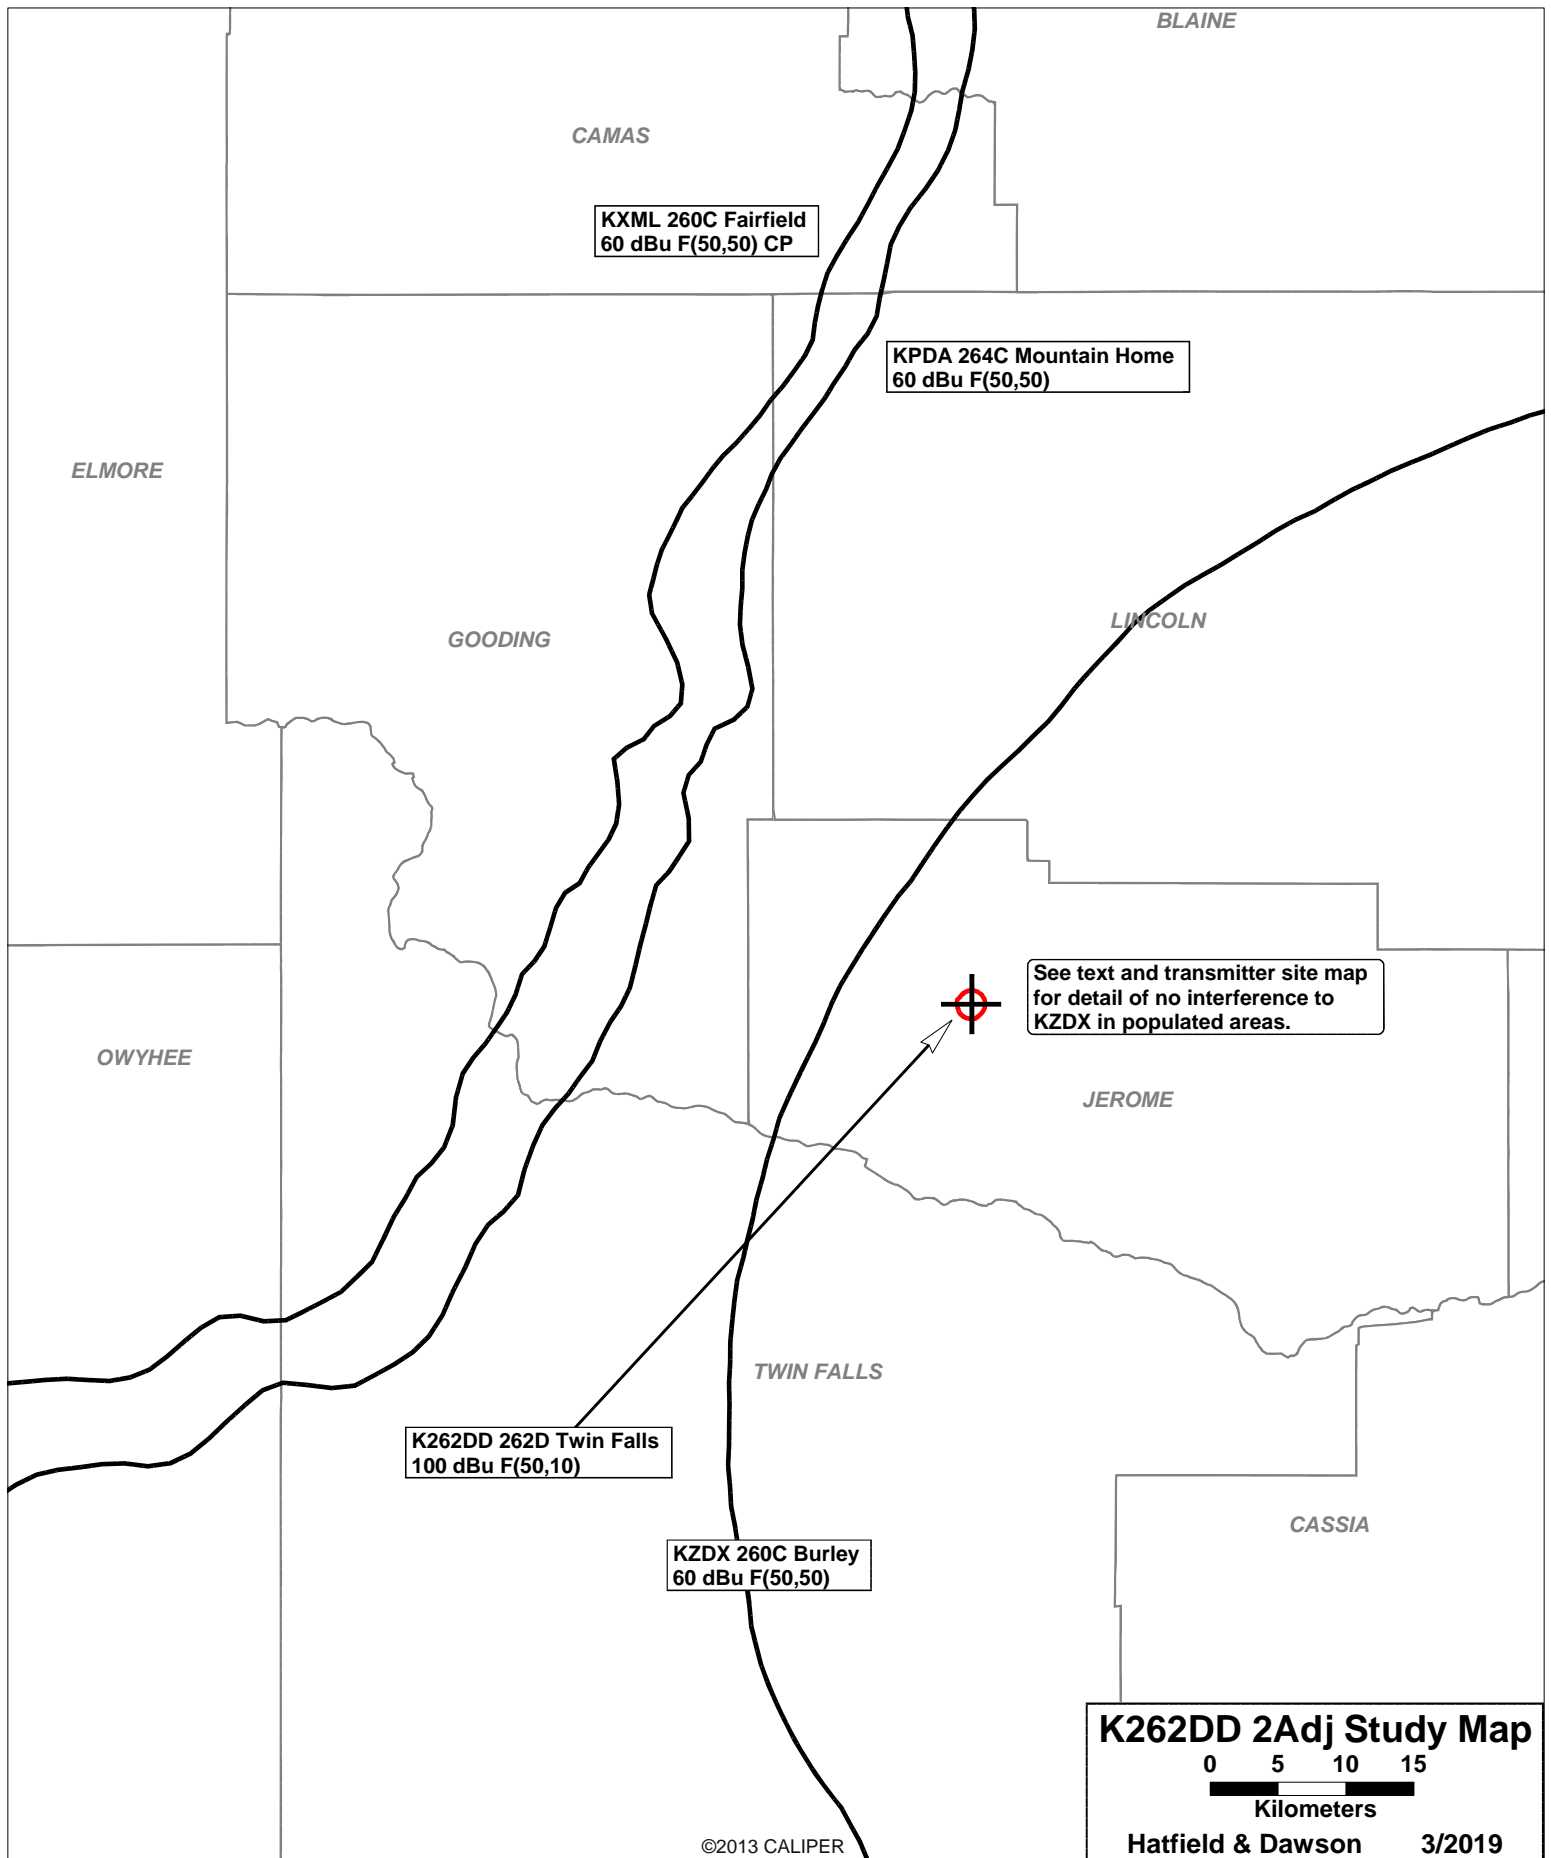 BLAINE
CAMAS
KXML 260C Fairfield
60 dBu F(50,50) CP
KPDA 264C Mountain Home
60 dBu F(50,50)
ELMORE
LINCOLN
GOODING
See text and transmitter site map
for detail of no interference to
KZDX in populated areas.
OWYHEE
JEROME
TWIN FALLS
K262DD 262D Twin Falls
100 dBu F(50,10)
CASSIA
KZDX 260C Burley
60 dBu F(50,50)
K262DD 2Adj Study Map
0 5 10 15
Kilometers
Hatfield & Dawson 3/2019
©2013 CALIPER